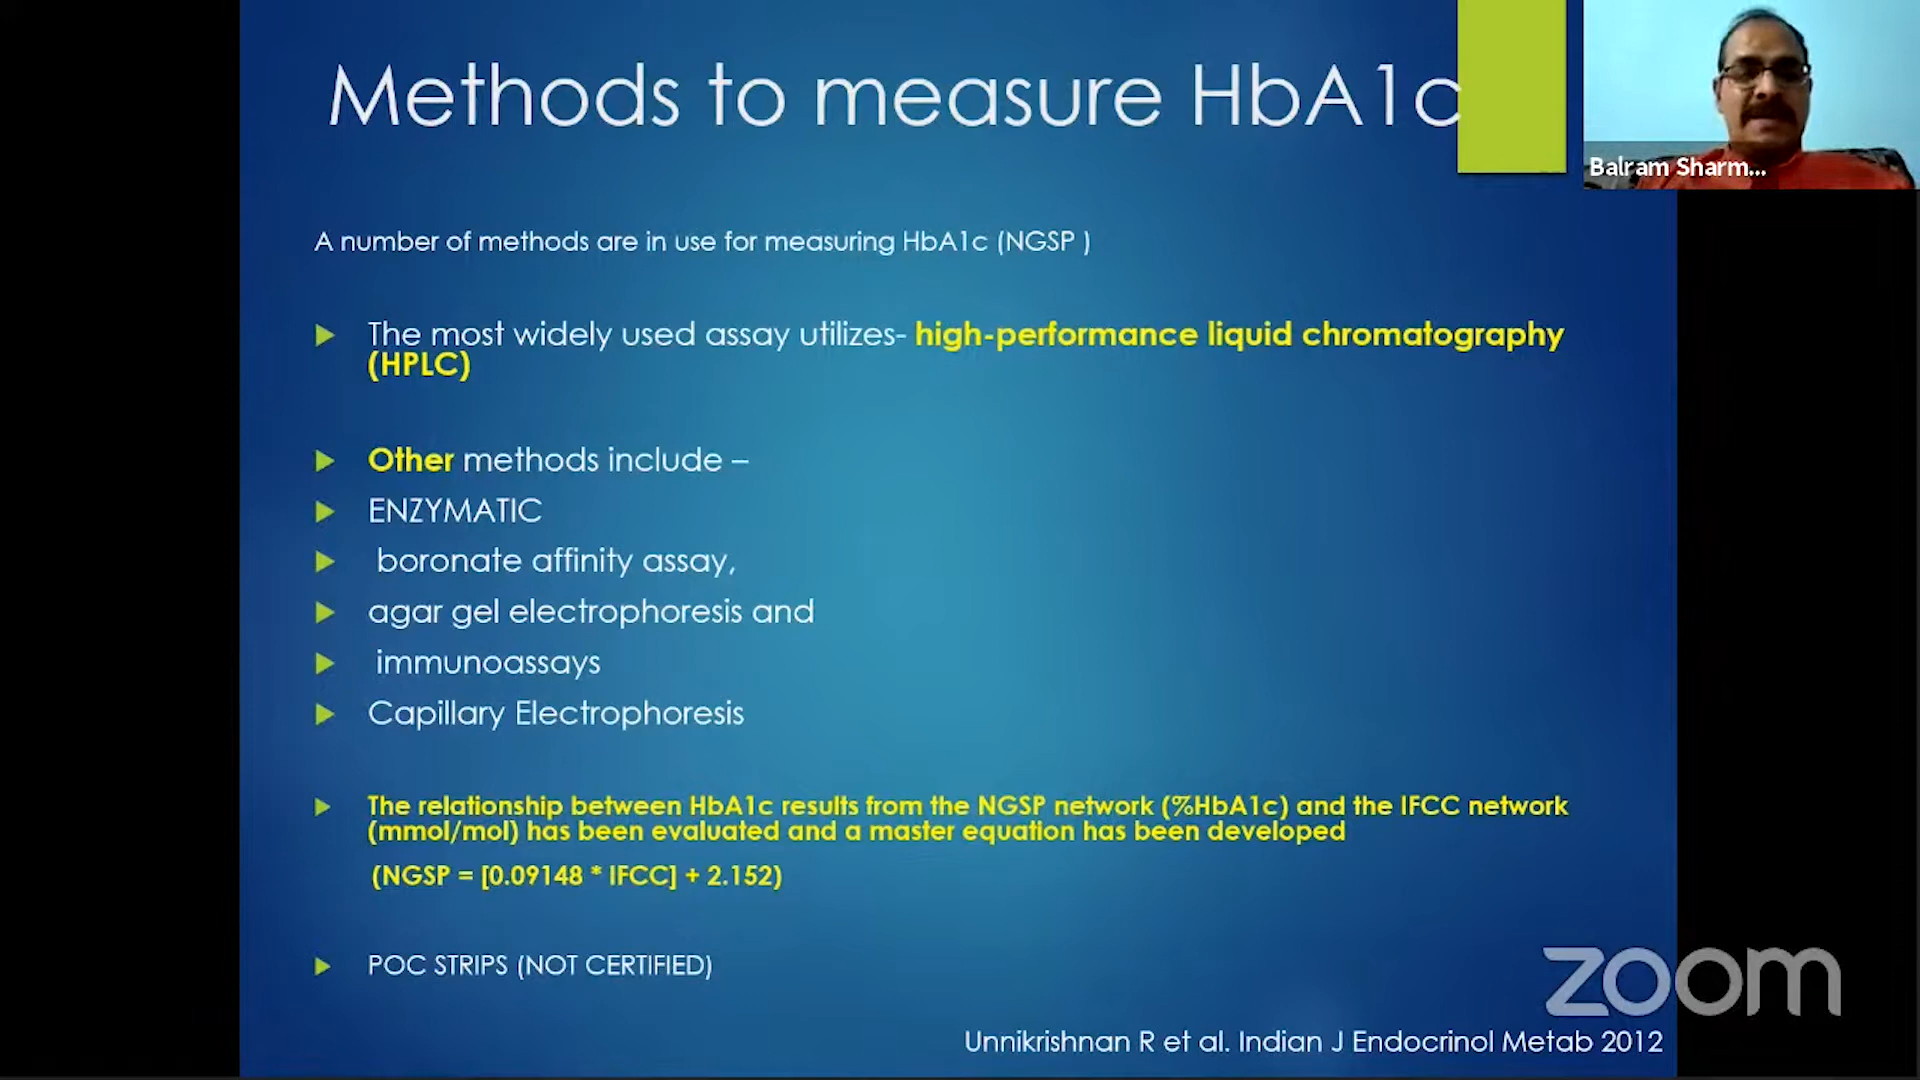 Methods to measure HbA1c
Balram Sharm...
A number of methods are in use for measuring HbA1c (NGSP )
The most widely used assay utilizes- high-performance liquid chromatography
(HPLC)
Other methods include –
ENZYMATIC
boronate affinity assay,
agar gel electrophoresis and
immunoassays
Capillary Electrophoresis
The relationship between HbA1c results from the NGSP network (%HbA1c) and the IFCC network
(mmol/mol) has been evaluated and a master equation has been developed
(NGSP = [0.09148 * IFCC] + 2.152)
POC STRIPS (NOT CERTIFIED)
zoom
Unnikrishnan R et al. Indian J Endocrinol Metab 2012